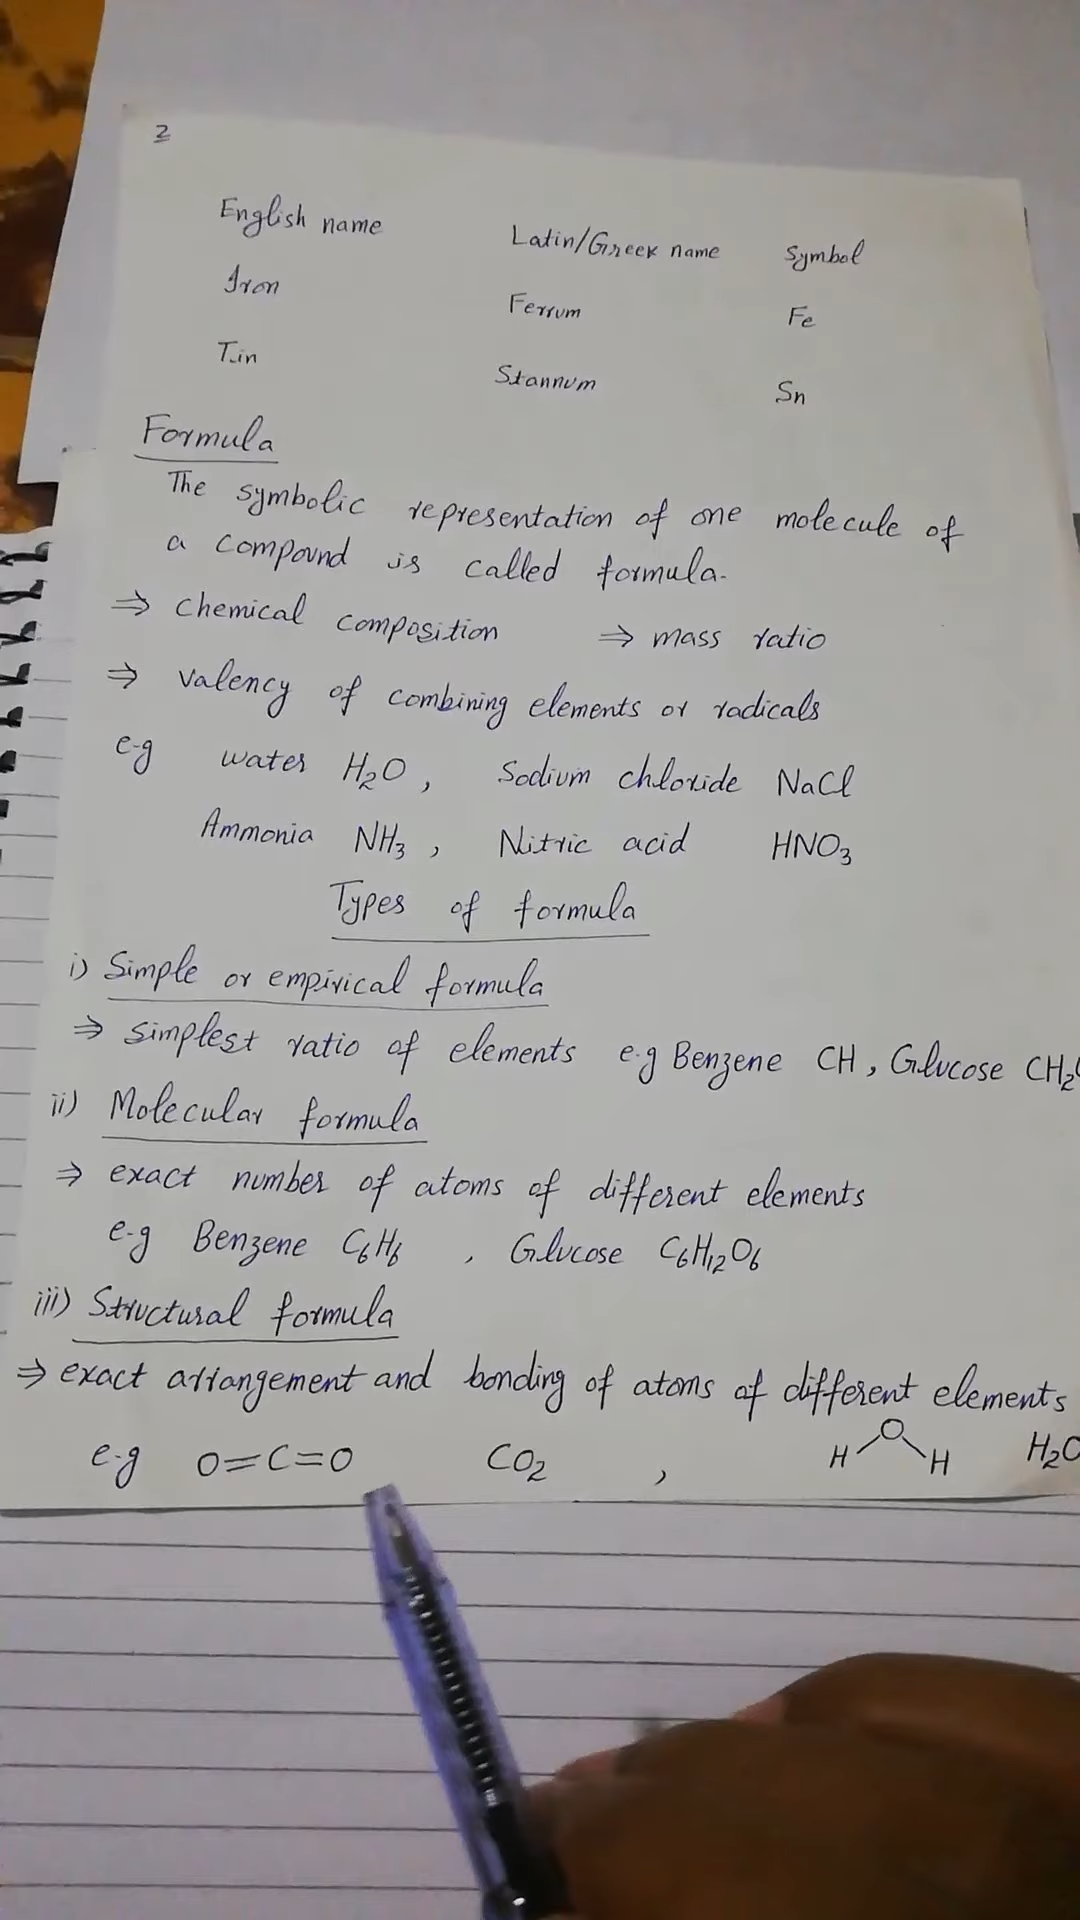 2
English name Latin/Greek name Symbol
Iron Ferrum Fe
Tin Stannum Sn
Formula
The symbolic representation of one molecule of
a compound is called formula.
⇒ chemical composition ⇒ mass ratio
⇒ valency of combining elements or radicals
e-g water H₂O, Sodium chloride NaCl
Ammonia NH₃, Nitric acid HNO₃
Types of formula
i) Simple or empirical formula
⇒ simplest ratio of elements e.g Benzene CH, Glucose CH₂O
ii) Molecular formula
⇒ exact number of atoms of different elements
e-g Benzene C₆H₆, Glucose C₆H₁₂O₆
iii) Structural formula
⇒ exact arrangement and bonding of atoms of different elements
e-g O=C=O CO₂, H O H H₂O